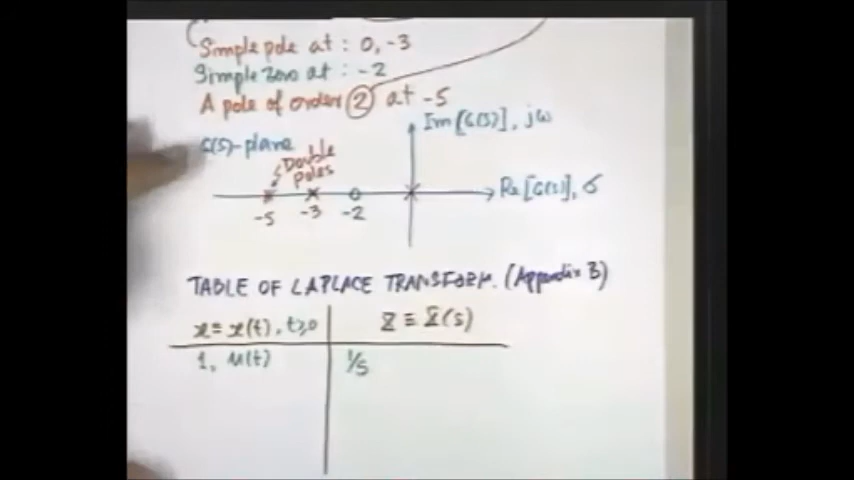 Simple pole at : 0, -3
Simple zero at : -2
A pole of order 2 at -5
G(s)-plane
Im[G(s)], jω
Double
poles
Re[G(s)], σ
-5 -3 -2
TABLE OF LAPLACE TRANSFORM. (Appendix B)
x ≡ x(t), t≥0
X ≡ X(s)
1, u(t)
1/s